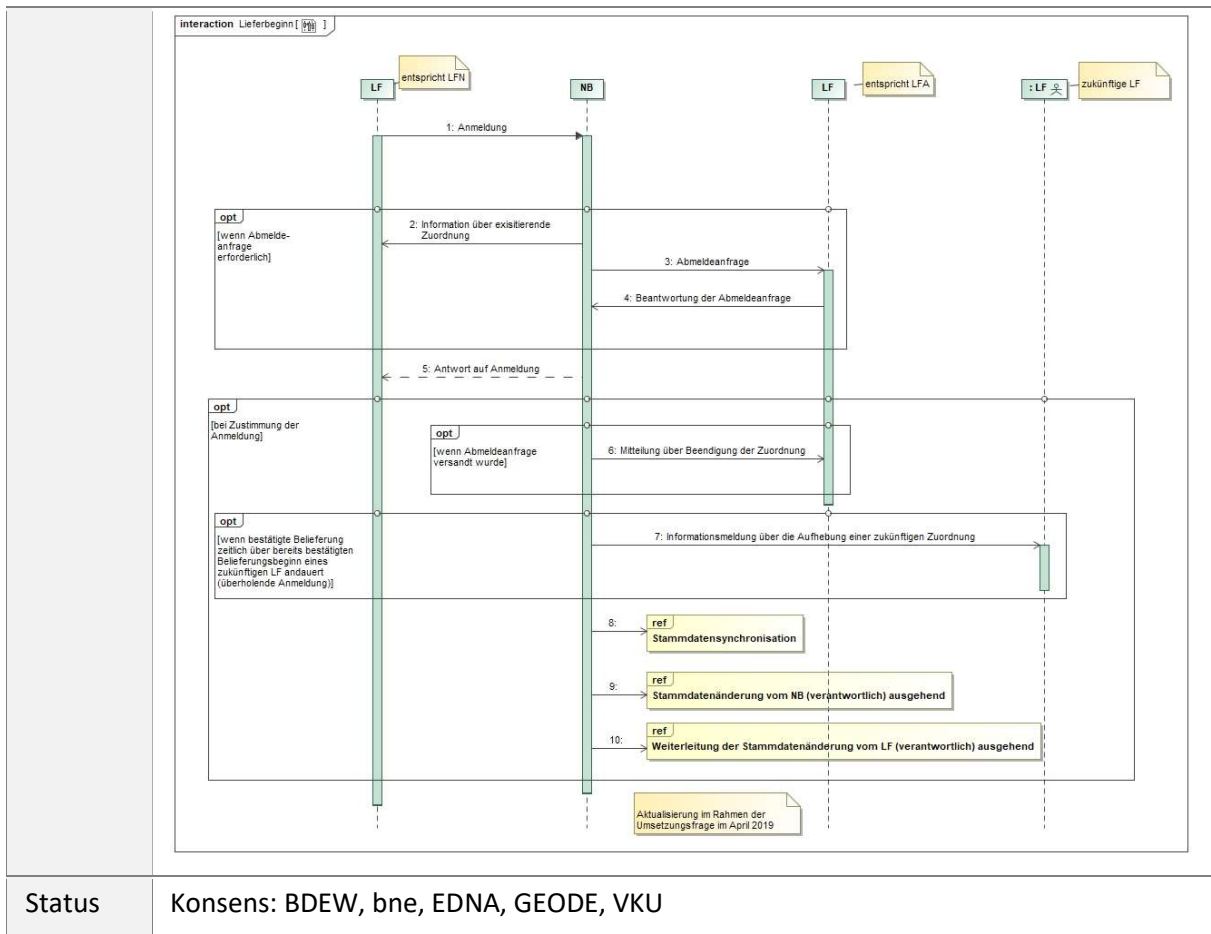 interaction Lieferbeginn [ ]
entspricht LFN
entspricht LFA
zukünftige LF
LF
NB
LF
: LF
1: Anmeldung
opt
[wenn Abmelde-
anfrage
erforderlich]
2: Information über exisitierende
Zuordnung
3: Abmeldeanfrage
4: Beantwortung der Abmeldeanfrage
5: Antwort auf Anmeldung
opt
[bei Zustimmung der
Anmeldung]
opt
[wenn Abmeldeanfrage
versandt wurde]
6: Mitteilung über Beendigung der Zuordnung
opt
[wenn bestätigte Belieferung
zeitlich über bereits bestätigten
Belieferungsbeginn eines
zukünftigen LF andauert
(überholende Anmeldung)]
7: Informationsmeldung über die Aufhebung einer zukünftigen Zuordnung
8:
ref
Stammdatensynchronisation
9:
ref
Stammdatenänderung vom NB (verantwortlich) ausgehend
10:
ref
Weiterleitung der Stammdatenänderung vom LF (verantwortlich) ausgehend
Aktualisierung im Rahmen der
Umsetzungsfrage im April 2019
Status
Konsens: BDEW, bne, EDNA, GEODE, VKU